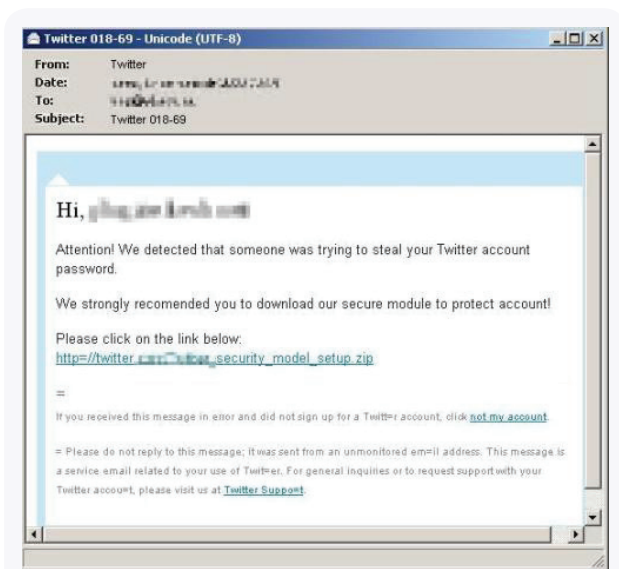 Twitter 018-69 - Unicode (UTF-8)
From: Twitter
Date:
To:
Subject: Twitter 018-69
Hi,
Attention! We detected that someone was trying to steal your Twitter account
password.
We strongly recomended you to download our secure module to protect account!
Please click on the link below:
http=//twitter. security_model_setup.zip
=
If you received this message in error and did not sign up for a Twitt=r account, click not my account.
= Please do not reply to this message; it was sent from an unmonitored em=il address. This message is
a service email related to your use of Twit=er. For general inquiries or to request support with your
Twitter accou=t, please visit us at Twitter Suppo=t.